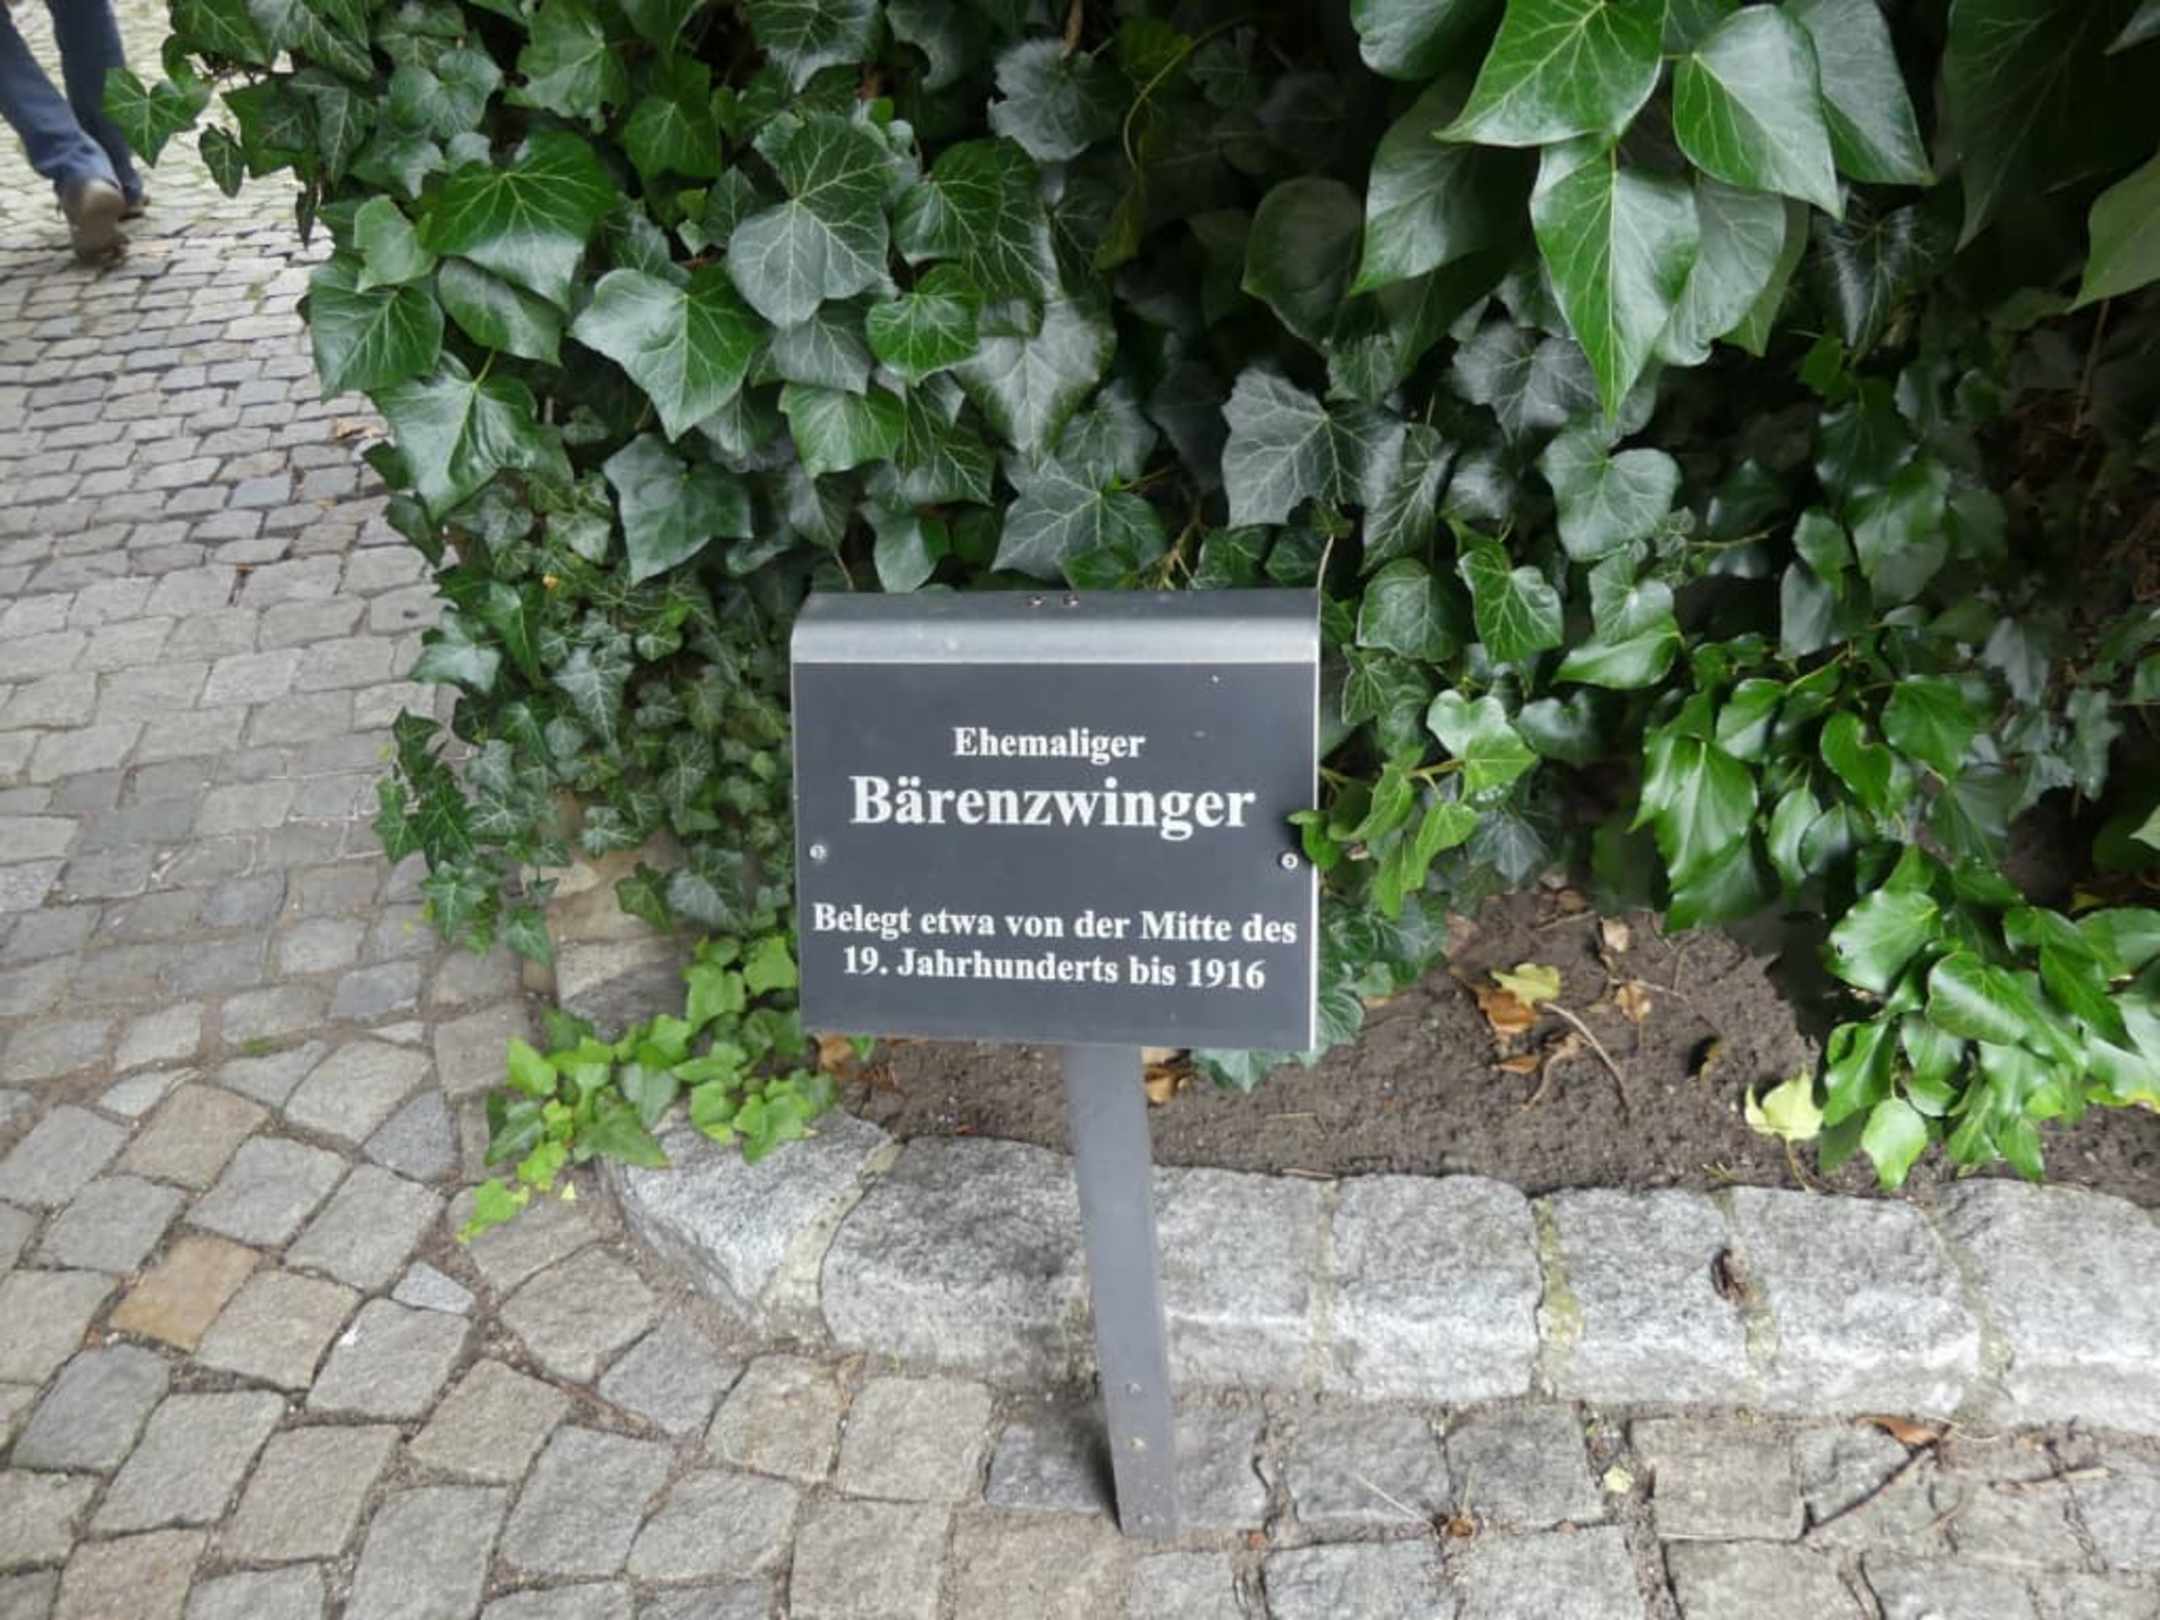 Ehemaliger
Bärenzwinger
Belegt etwa von der Mitte des
19. Jahrhunderts bis 1916